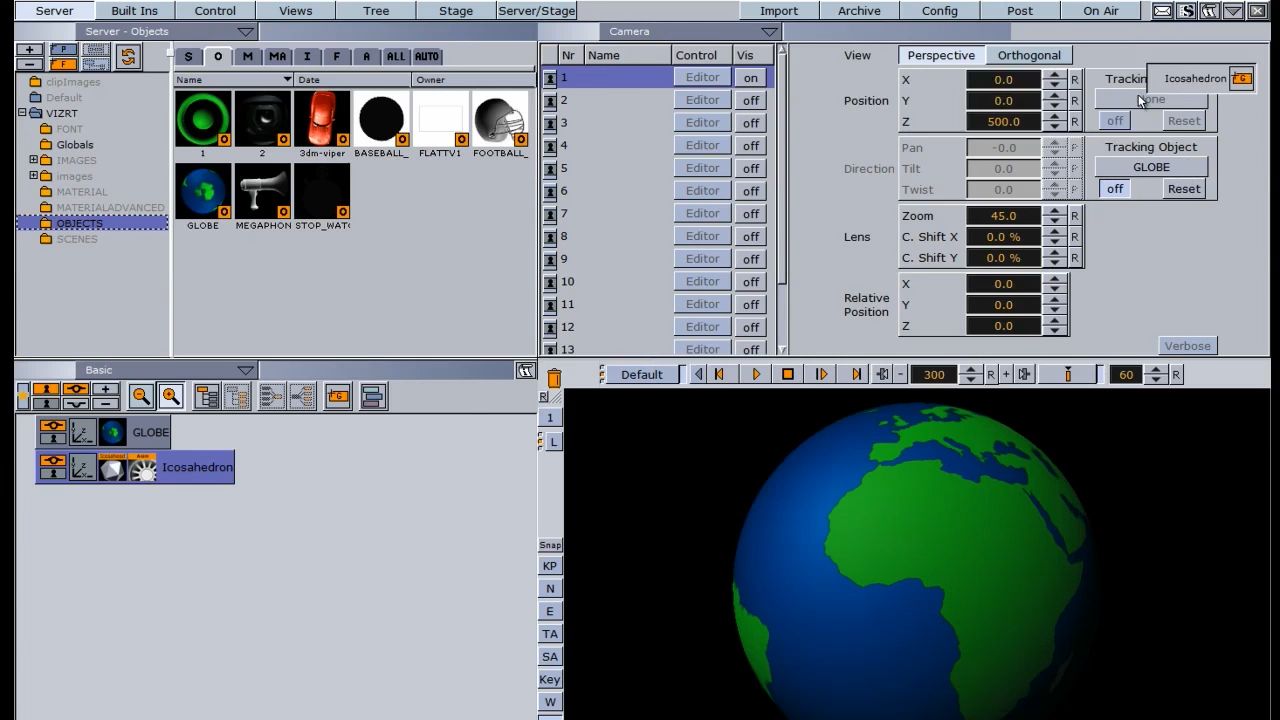 Server Built Ins Control Views Tree Stage Server/Stage Import Archive Config Post On Air
Server - Objects
Camera
+ P
- F
S O M MA I F A ALL AUTO
Name Date Owner
clipImages
Default
VIZRT
FONT
Globals
IMAGES
images
MATERIAL
MATERIALADVANCED
OBJECTS
SCENES
1 2 3dm-viper BASEBALL_ FLATTV1 FOOTBALL_
GLOBE MEGAPHON STOP_WAT
Nr Name Control Vis
1 Editor on
2 Editor off
3 Editor off
4 Editor off
5 Editor off
6 Editor off
7 Editor off
8 Editor off
9 Editor off
10 Editor off
11 Editor off
12 Editor off
13 Editor off
View Perspective Orthogonal
Position
X 0.0 R
Y 0.0 R
Z 500.0 R
Trackin
Icosahedron G
one
off Reset
Direction
Pan -0.0 R
Tilt 0.0 R
Twist 0.0 R
Tracking Object
GLOBE
off Reset
Lens
Zoom 45.0 R
C. Shift X 0.0 % R
C. Shift Y 0.0 % R
Relative
Position
X 0.0
Y 0.0
Z 0.0
Verbose
Basic
GLOBE
Icosahedron
Default - 300 R + 60 R
R
1
L
Snap
KP
N
E
TA
SA
Key
W